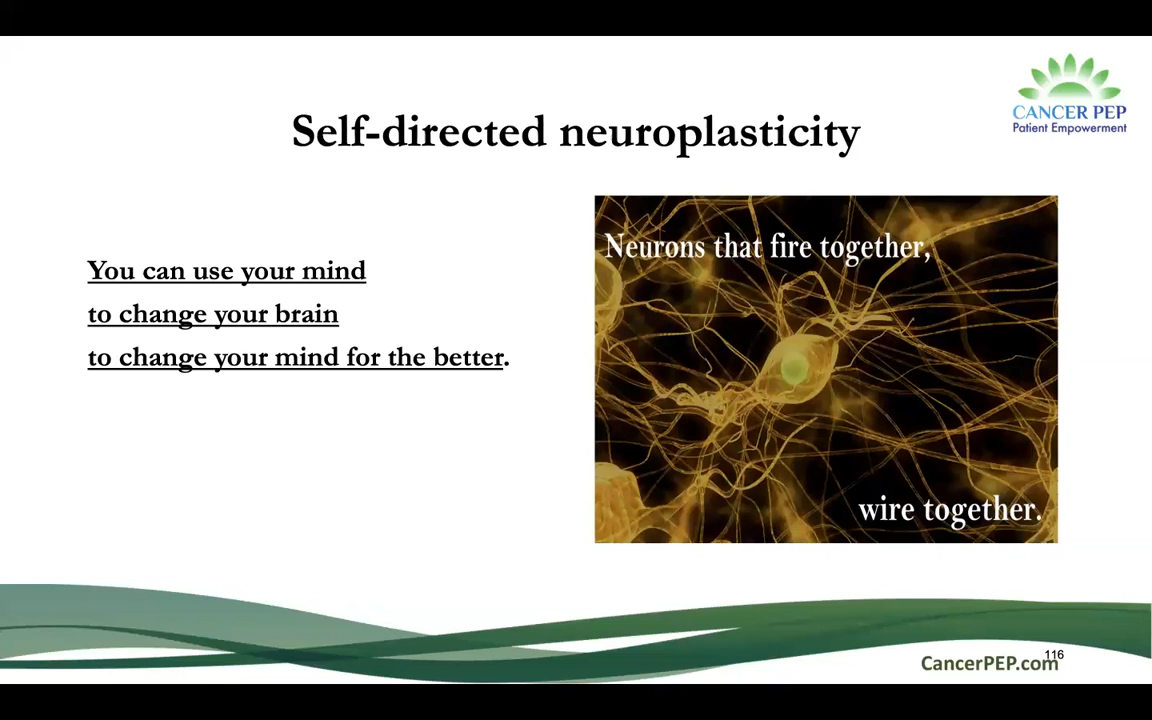 CANCER PEP
Patient Empowerment
Self-directed neuroplasticity
You can use your mind
to change your brain
to change your mind for the better.
Neurons that fire together,
wire together.
CancerPEP.com
116